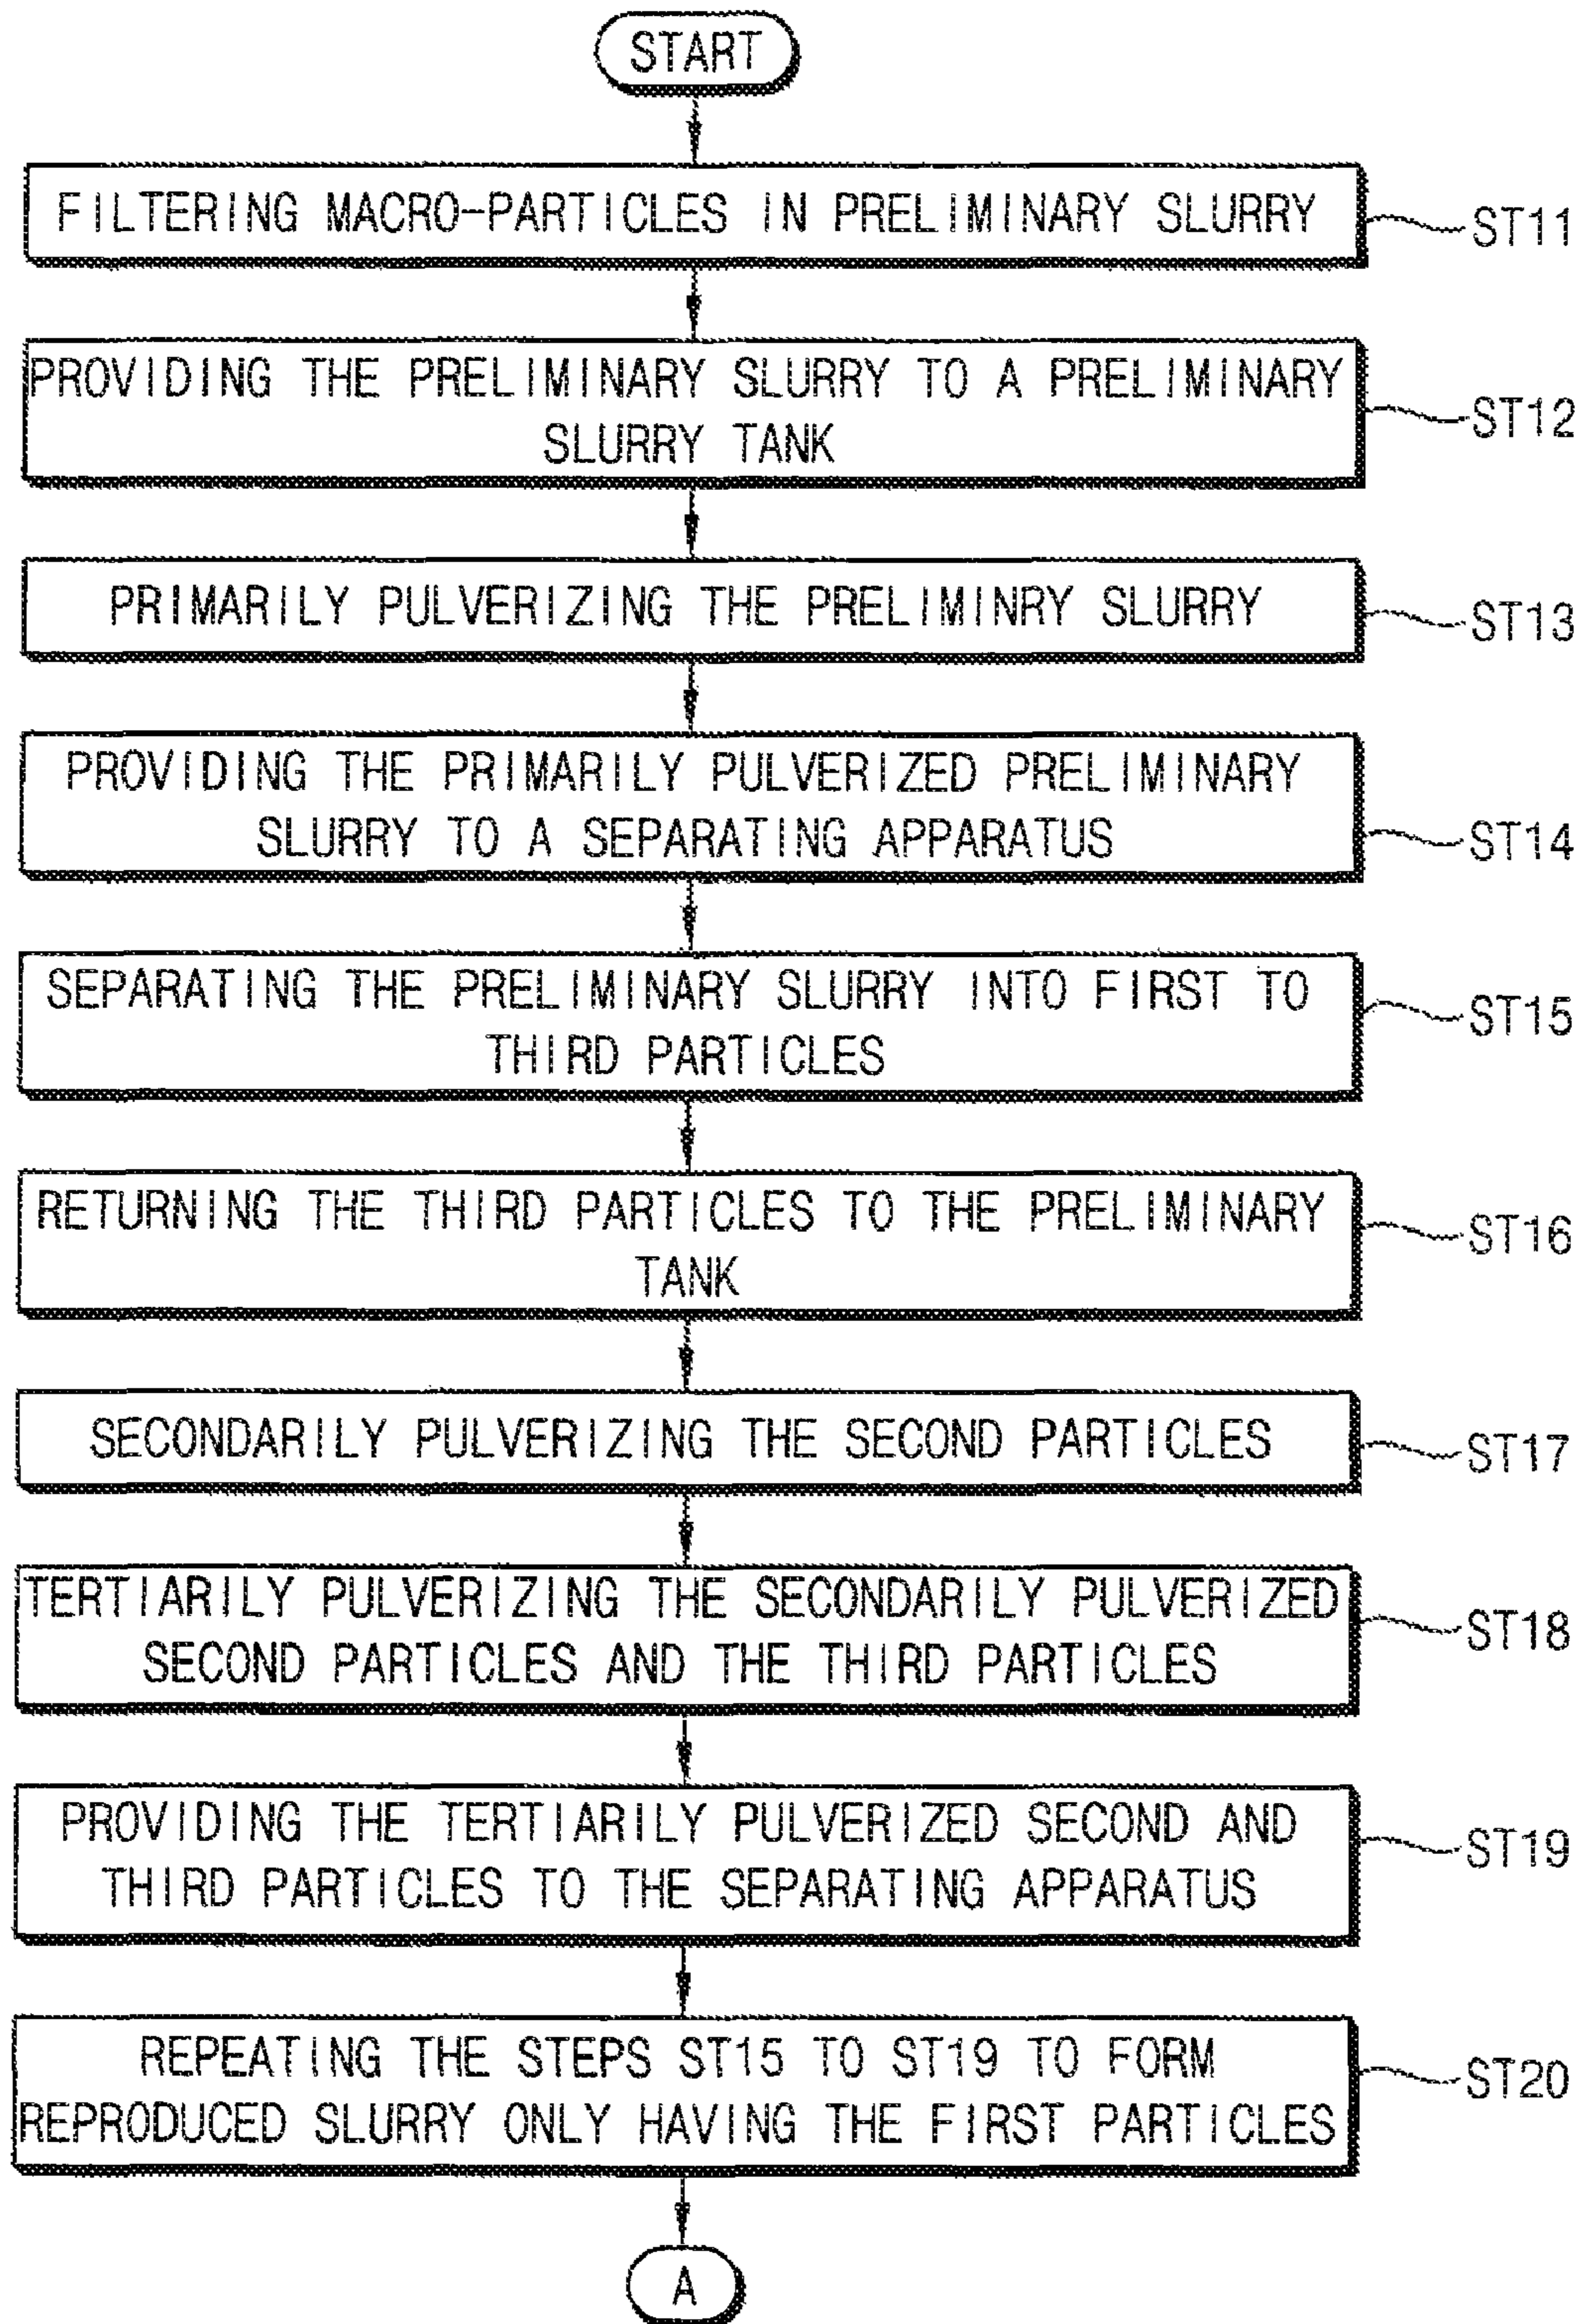 START
FILTERING MACRO-PARTICLES IN PRELIMINARY SLURRY
ST11
PROVIDING THE PRELIMINARY SLURRY TO A PRELIMINARY
SLURRY TANK
ST12
PRIMARILY PULVERIZING THE PRELIMINRY SLURRY
ST13
PROVIDING THE PRIMARILY PULVERIZED PRELIMINARY
SLURRY TO A SEPARATING APPARATUS
ST14
SEPARATING THE PRELIMINARY SLURRY INTO FIRST TO
THIRD PARTICLES
ST15
RETURNING THE THIRD PARTICLES TO THE PRELIMINARY
TANK
ST16
SECONDARILY PULVERIZING THE SECOND PARTICLES
ST17
TERTIARILY PULVERIZING THE SECONDARILY PULVERIZED
SECOND PARTICLES AND THE THIRD PARTICLES
ST18
PROVIDING THE TERTIARILY PULVERIZED SECOND AND
THIRD PARTICLES TO THE SEPARATING APPARATUS
ST19
REPEATING THE STEPS ST15 TO ST19 TO FORM
REPRODUCED SLURRY ONLY HAVING THE FIRST PARTICLES
ST20
A